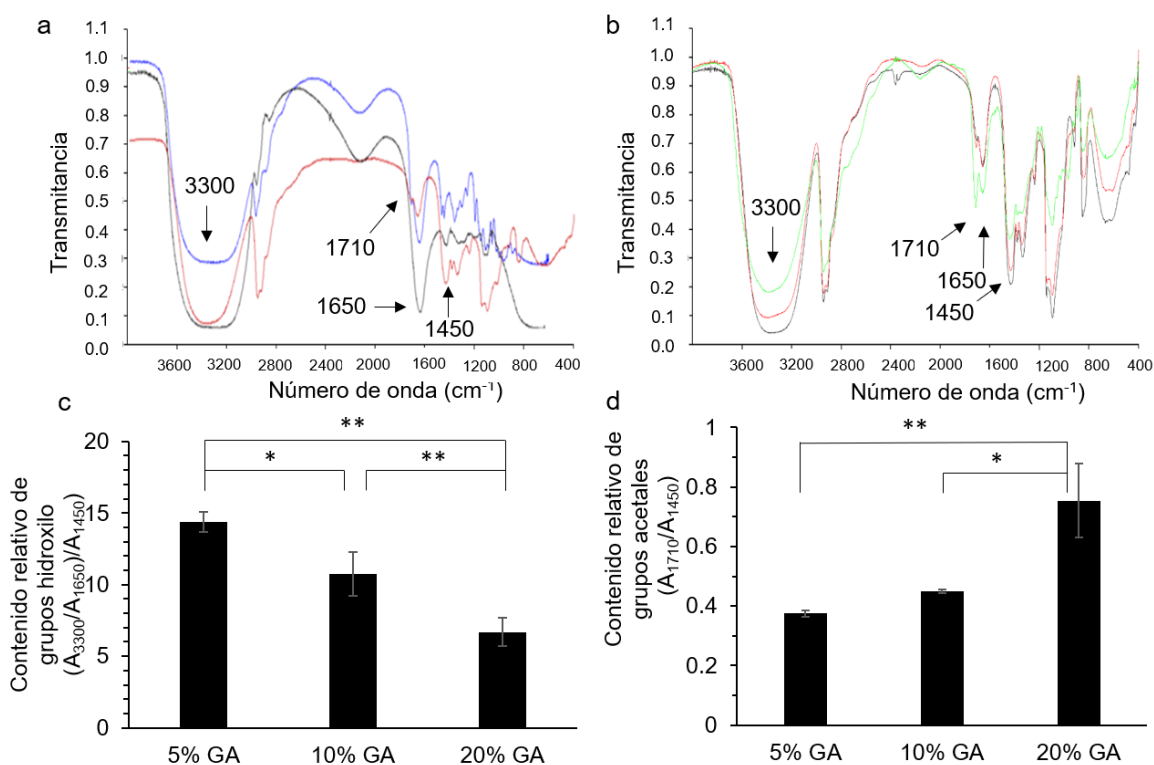 a
1.1
1.0
0.9
0.8
0.7
0.6
0.5
0.4
0.3
0.2
0.1
0.0
Transmitancia
3300
1710
1650
1450
3600 3200 2800 2400 2000 1600 1200 800 400
Número de onda (cm⁻¹)
b
1.1
1.0
0.9
0.8
0.7
0.6
0.5
0.4
0.3
0.2
0.1
0.0
Transmitancia
3300
1710
1650
1450
3600 3200 2800 2400 2000 1600 1200 800 400
Número de onda (cm⁻¹)
c
Contenido relativo de
grupos hidroxilo
(A₃₃₀₀/A₁₆₅₀)/A₁₄₅₀)
20
15
10
5
0
**
*
**
5% GA 10% GA 20% GA
d
Contenido relativo de
grupos acetales
(A₁₇₁₀/A₁₄₅₀)
1
0.8
0.6
0.4
0.2
0
**
*
5% GA 10% GA 20% GA